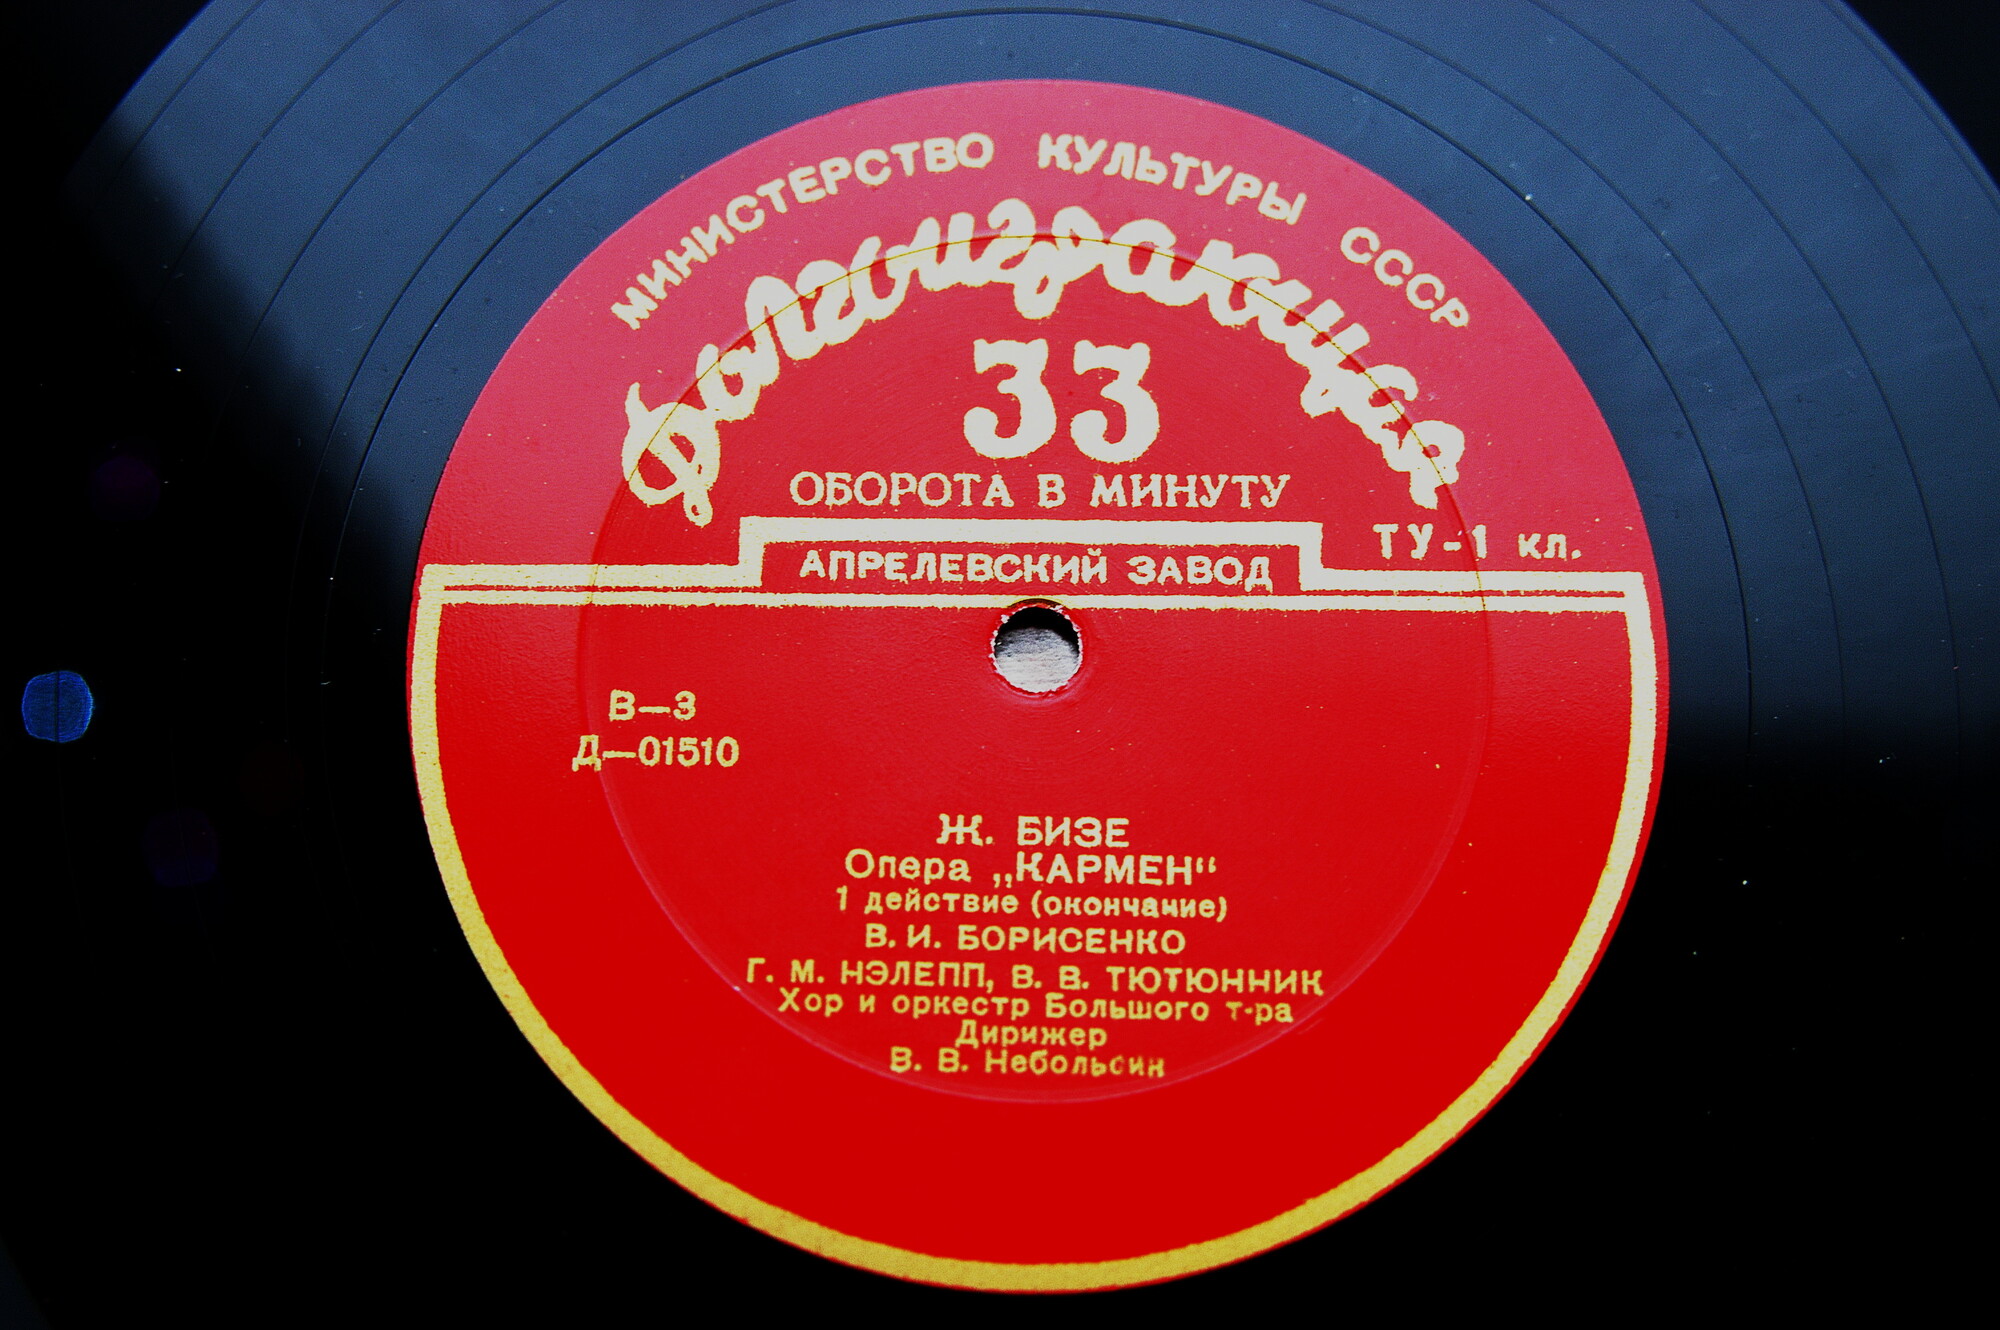 МИНИСТЕРСТВО КУЛЬТУРЫ СССР
Долгоиграющая
33
ОБОРОТА В МИНУТУ
ТУ-1 кл.
АПРЕЛЕВСКИЙ ЗАВОД
В—3
Д—01510
Ж. БИЗЕ
Опера „КАРМЕН“
1 действие (окончание)
В. И. БОРИСЕНКО
Г. М. НЭЛЕПП, В. В. ТЮТЮННИК
Хор и оркестр Большого т-ра
Дирижер
В. В. Небольсин